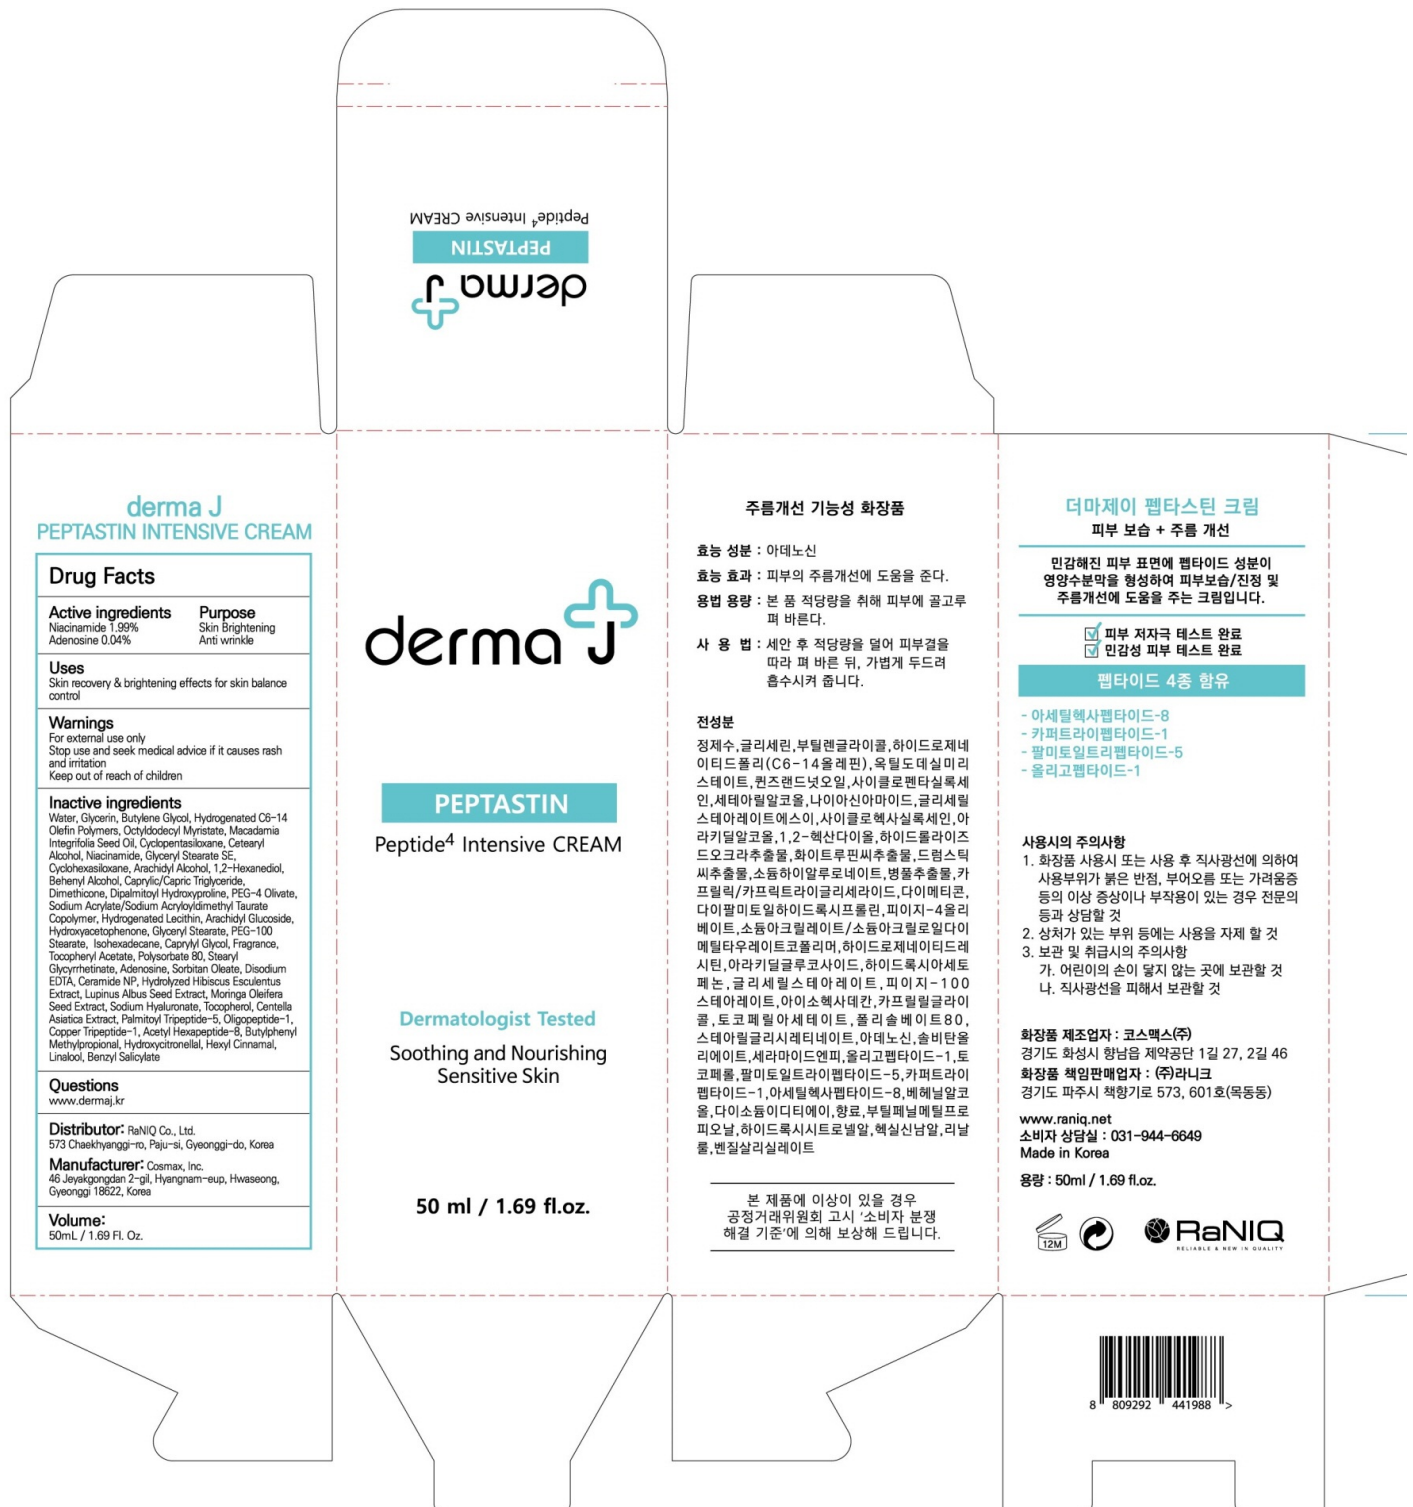 Peptide⁴ Intensive CREAM
PEPTASTIN
derma J
derma J
PEPTASTIN INTENSIVE CREAM
Drug Facts
Active ingredients Purpose
Niacinamide 1.99% Skin Brightening
Adenosine 0.04% Anti wrinkle
Uses
Skin recovery & brightening effects for skin balance
control
Warnings
For external use only
Stop use and seek medical advice if it causes rash
and irritation
Keep out of reach of children
Inactive ingredients
Water, Glycerin, Butylene Glycol, Hydrogenated C6-14
Olefin Polymers, Octyldodecyl Myristate, Macadamia
Integrifolia Seed Oil, Cyclopentasiloxane, Cetearyl
Alcohol, Niacinamide, Glyceryl Stearate SE,
Cyclohexasiloxane, Arachidyl Alcohol, 1,2-Hexanediol,
Behenyl Alcohol, Caprylic/Capric Triglyceride,
Dimethicone, Dipalmitoyl Hydroxyproline, PEG-4 Olivate,
Sodium Acrylate/Sodium Acryloyldimethyl Taurate
Copolymer, Hydrogenated Lecithin, Arachidyl Glucoside,
Hydroxyacetophenone, Glyceryl Stearate, PEG-100
Stearate, Isohexadecane, Caprylyl Glycol, Fragrance,
Tocopheryl Acetate, Polysorbate 80, Stearyl
Glycyrrhetinate, Adenosine, Sorbitan Oleate, Disodium
EDTA, Ceramide NP, Hydrolyzed Hibiscus Esculentus
Extract, Lupinus Albus Seed Extract, Moringa Oleifera
Seed Extract, Sodium Hyaluronate, Tocopherol, Centella
Asiatica Extract, Palmitoyl Tripeptide-5, Oligopeptide-1,
Copper Tripeptide-1, Acetyl Hexapeptide-8, Butylphenyl
Methylpropional, Hydroxycitronellal, Hexyl Cinnamal,
Linalool, Benzyl Salicylate
Questions
www.dermaj.kr
Distributor: RaNIQ Co., Ltd.
573 Chaekhyanggi-ro, Paju-si, Gyeonggi-do, Korea
Manufacturer: Cosmax, Inc.
46 Jeyakgongdan 2-gil, Hyangnam-eup, Hwaseong,
Gyeonggi 18622, Korea
Volume:
50mL / 1.69 Fl. Oz.
derma J
PEPTASTIN
Peptide⁴ Intensive CREAM
Dermatologist Tested
Soothing and Nourishing
Sensitive Skin
50 ml / 1.69 fl.oz.
주름개선 기능성 화장품
효능 성분 : 아데노신
효능 효과 : 피부의 주름개선에 도움을 준다.
용법 용량 : 본 품 적당량을 취해 피부에 골고루
펴 바른다.
사 용 법 : 세안 후 적당량을 덜어 피부결을
따라 펴 바른 뒤, 가볍게 두드려
흡수시켜 줍니다.
전성분
정제수,글리세린,부틸렌글라이콜,하이드로제네
이티드폴리(C6-14올레핀),옥틸도데실미리
스테이트,퀸즈랜드넛오일,사이클로펜타실록세
인,세테아릴알코올,나이아신아마이드,글리세릴
스테아레이트에스이,사이클로헥사실록세인,아
라키딜알코올,1,2-헥산다이올,하이드롤라이즈
드오크라추출물,화이트루핀씨추출물,드럼스틱
씨추출물,소듐하이알루로네이트,병풀추출물,카
프릴릭/카프릭트라이글리세라이드,다이메티콘,
다이팔미토일하이드록시프롤린,피이지-4올리
베이트,소듐아크릴레이트/소듐아크릴로일다이
메틸타우레이트코폴리머,하이드로제네이티드레
시틴,아라키딜글루코사이드,하이드록시아세토
페논,글리세릴스테아레이트,피이지-100
스테아레이트,아이소헥사데칸,카프릴릴글라이
콜,토코페릴아세테이트,폴리솔베이트80,
스테아릴글리시레티네이트,아데노신,솔비탄올
리에이트,세라마이드엔피,올리고펩타이드-1,토
코페롤,팔미토일트라이펩타이드-5,카퍼트라이
펩타이드-1,아세틸헥사펩타이드-8,베헤닐알코
올,다이소듐이디티에이,향료,부틸페닐메틸프로
피오날,하이드록시시트로넬알,헥실신남알,리날
룰,벤질살리실레이트
본 제품에 이상이 있을 경우
공정거래위원회 고시 '소비자 분쟁
해결 기준'에 의해 보상해 드립니다.
더마제이 펩타스틴 크림
피부 보습 + 주름 개선
민감해진 피부 표면에 펩타이드 성분이
영양수분막을 형성하여 피부보습/진정 및
주름개선에 도움을 주는 크림입니다.
피부 저자극 테스트 완료
민감성 피부 테스트 완료
펩타이드 4종 함유
- 아세틸헥사펩타이드-8
- 카퍼트라이펩타이드-1
- 팔미토일트리펩타이드-5
- 올리고펩타이드-1
사용시의 주의사항
1. 화장품 사용시 또는 사용 후 직사광선에 의하여
사용부위가 붉은 반점, 부어오름 또는 가려움증
등의 이상 증상이나 부작용이 있는 경우 전문의
등과 상담할 것
2. 상처가 있는 부위 등에는 사용을 자제 할 것
3. 보관 및 취급시의 주의사항
가. 어린이의 손이 닿지 않는 곳에 보관할 것
나. 직사광선을 피해서 보관할 것
화장품 제조업자 : 코스맥스㈜
경기도 화성시 향남읍 제약공단 1길 27, 2길 46
화장품 책임판매업자 : ㈜라니크
경기도 파주시 책향기로 573, 601호(목동동)
www.raniq.net
소비자 상담실 : 031-944-6649
Made in Korea
용량 : 50ml / 1.69 fl.oz.
12M
RaNIQ
RELIABLE & NEW IN QUALITY
8 809292 441988 >